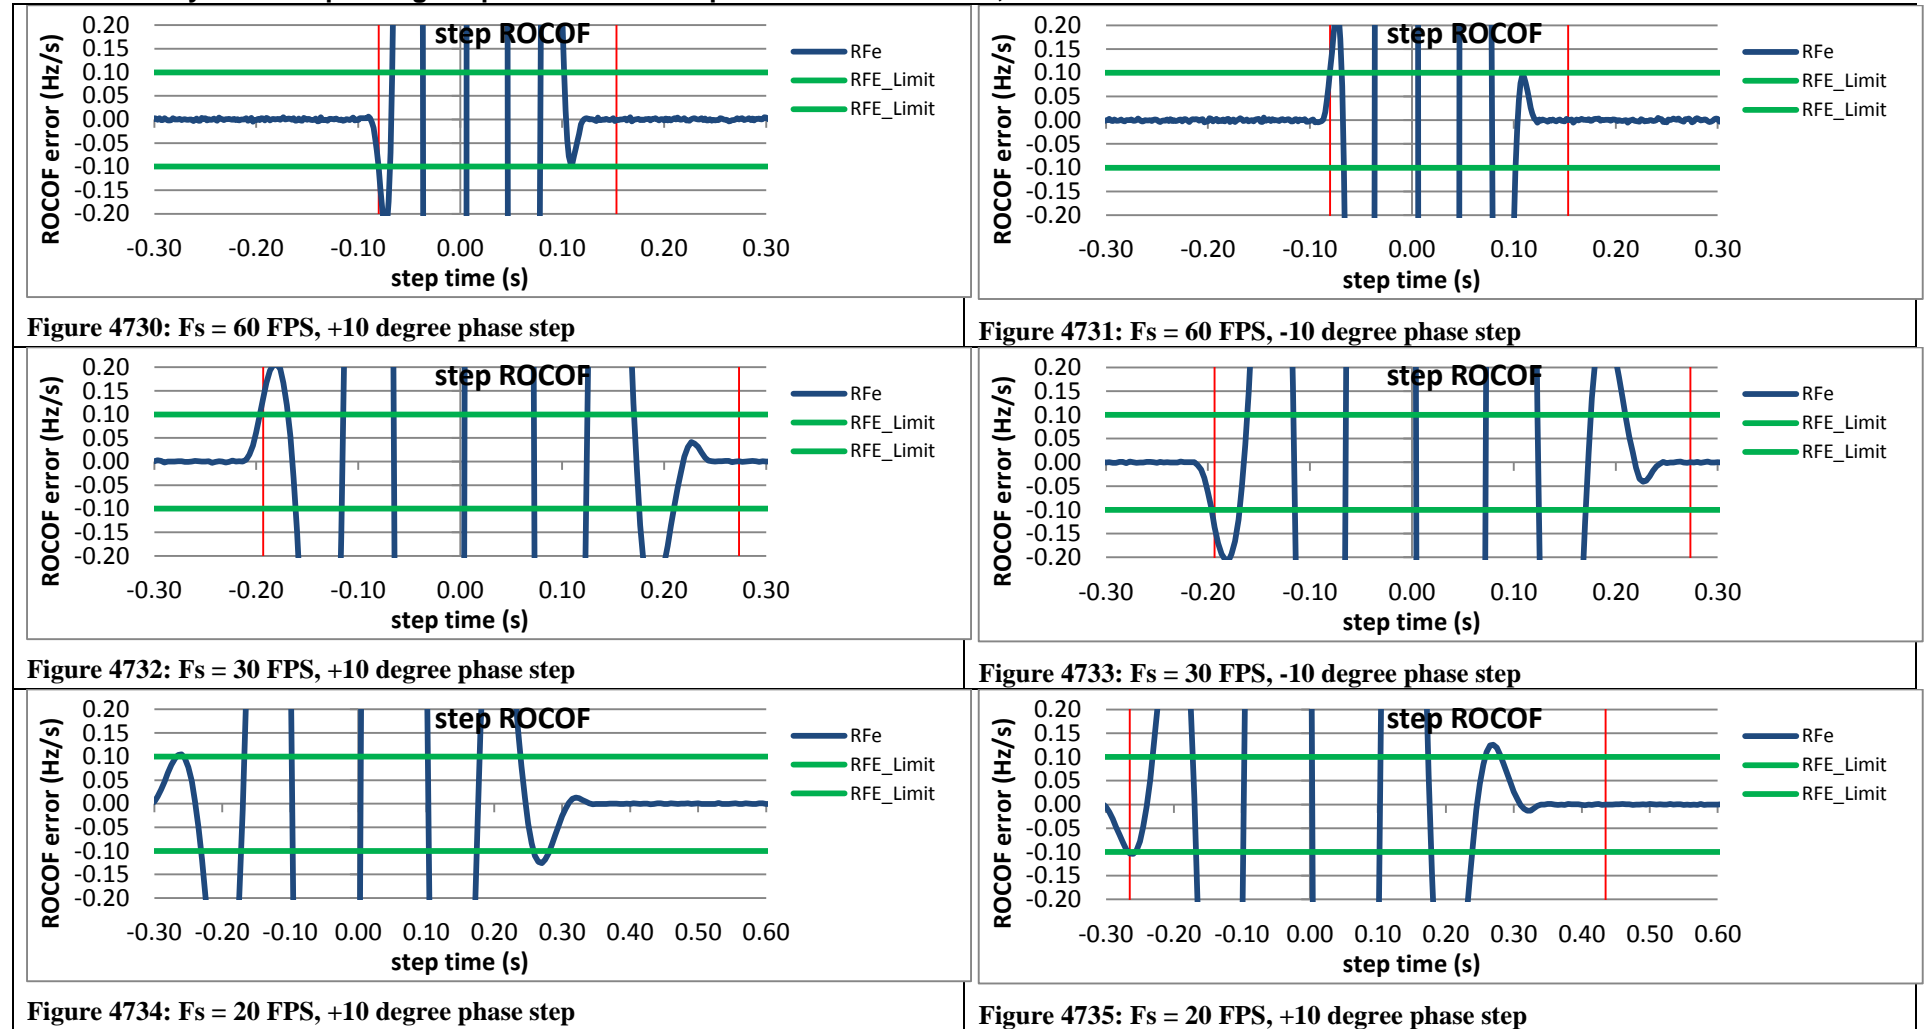 step ROCOF
ROCOF error (Hz/s)
0.20
0.15
0.10
0.05
0.00
-0.05
-0.10
-0.15
-0.20
-0.30 -0.20 -0.10 0.00 0.10 0.20 0.30
step time (s)
RFe
RFE_Limit
RFE_Limit
Figure 4730: Fs = 60 FPS, +10 degree phase step
step ROCOF
ROCOF error (Hz/s)
0.20
0.15
0.10
0.05
0.00
-0.05
-0.10
-0.15
-0.20
-0.30 -0.20 -0.10 0.00 0.10 0.20 0.30
step time (s)
RFe
RFE_Limit
RFE_Limit
Figure 4731: Fs = 60 FPS, -10 degree phase step
step ROCOF
ROCOF error (Hz/s)
0.20
0.15
0.10
0.05
0.00
-0.05
-0.10
-0.15
-0.20
-0.30 -0.20 -0.10 0.00 0.10 0.20 0.30
step time (s)
RFe
RFE_Limit
RFE_Limit
Figure 4732: Fs = 30 FPS, +10 degree phase step
step ROCOF
ROCOF error (Hz/s)
0.20
0.15
0.10
0.05
0.00
-0.05
-0.10
-0.15
-0.20
-0.30 -0.20 -0.10 0.00 0.10 0.20 0.30
step time (s)
RFe
RFE_Limit
RFE_Limit
Figure 4733: Fs = 30 FPS, -10 degree phase step
step ROCOF
ROCOF error (Hz/s)
0.20
0.15
0.10
0.05
0.00
-0.05
-0.10
-0.15
-0.20
-0.30 -0.20 -0.10 0.00 0.10 0.20 0.30 0.40 0.50 0.60
step time (s)
RFe
RFE_Limit
RFE_Limit
Figure 4734: Fs = 20 FPS, +10 degree phase step
step ROCOF
ROCOF error (Hz/s)
0.20
0.15
0.10
0.05
0.00
-0.05
-0.10
-0.15
-0.20
-0.30 -0.20 -0.10 0.00 0.10 0.20 0.30 0.40 0.50 0.60
step time (s)
RFe
RFE_Limit
RFE_Limit
Figure 4735: Fs = 20 FPS, +10 degree phase step